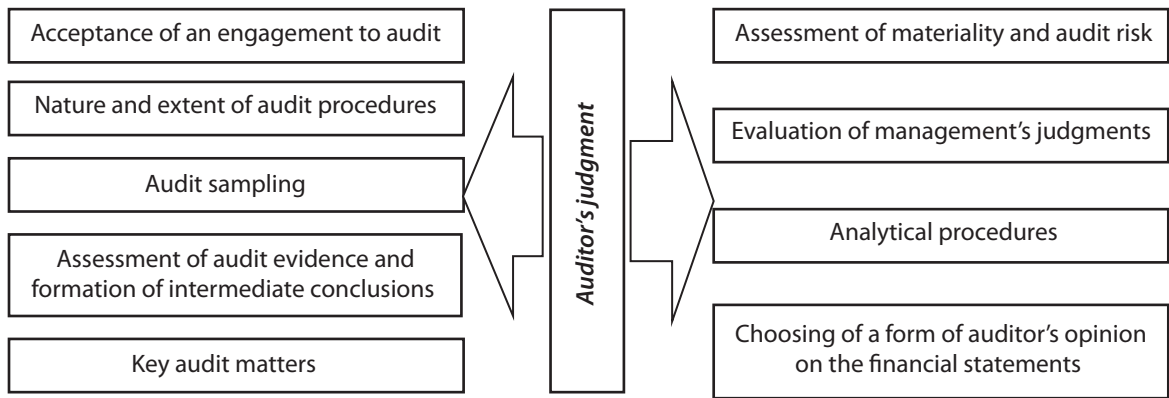 Acceptance of an engagement to audit
Nature and extent of audit procedures
Audit sampling
Assessment of audit evidence and
formation of intermediate conclusions
Key audit matters
Auditor's judgment
Assessment of materiality and audit risk
Evaluation of management's judgments
Analytical procedures
Choosing of a form of auditor's opinion
on the financial statements